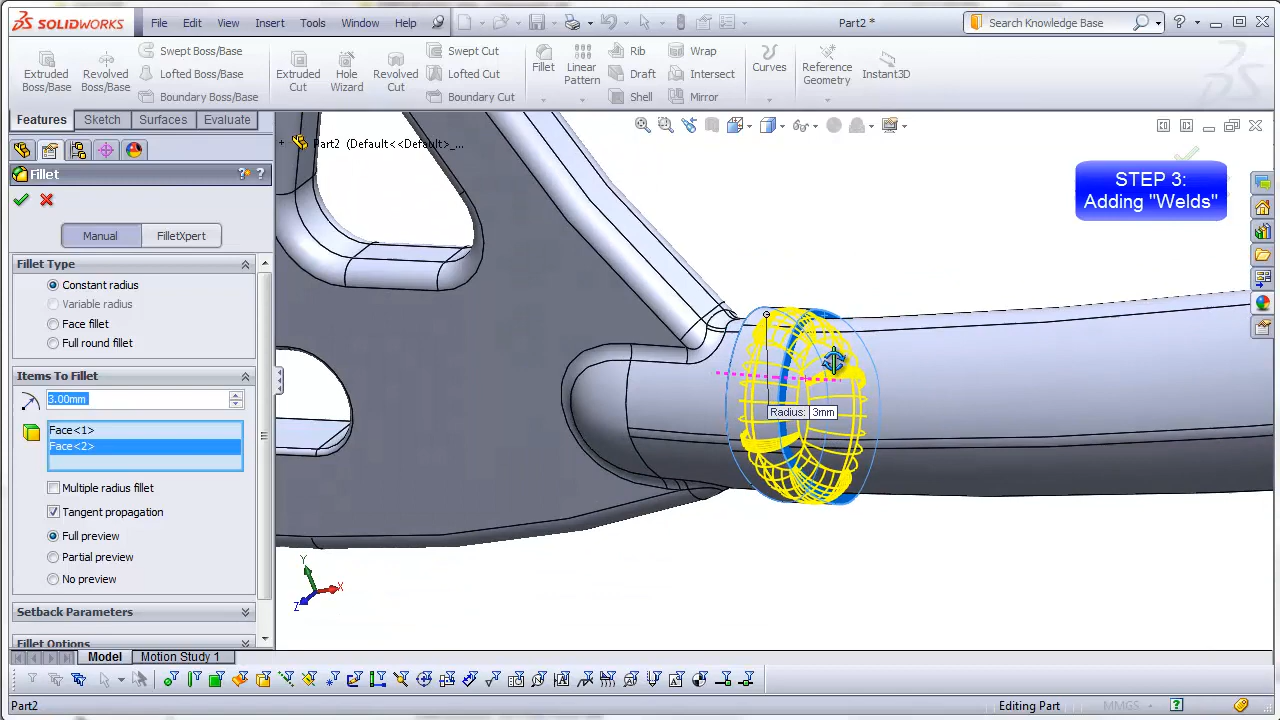 SOLIDWORKS File Edit View Insert Tools Window Help Part2 * Search Knowledge Base
Extruded Boss/Base
Revolved Boss/Base
Swept Boss/Base
Lofted Boss/Base
Boundary Boss/Base
Extruded Cut
Hole Wizard
Revolved Cut
Swept Cut
Lofted Cut
Boundary Cut
Fillet
Linear Pattern
Rib
Draft
Shell
Wrap
Intersect
Mirror
Curves
Reference Geometry
Instant3D
Features Sketch Surfaces Evaluate
Part2 (Default<<Default>_...
Fillet
Manual FilletXpert
Fillet Type
Constant radius
Variable radius
Face fillet
Full round fillet
Items To Fillet
3.00mm
Face<1>
Face<2>
Multiple radius fillet
Tangent propagation
Full preview
Partial preview
No preview
Setback Parameters
Fillet Options
STEP 3:
Adding "Welds"
Radius: 3mm
Y
X
Z
Model Motion Study 1
Part2 Editing Part MMGS